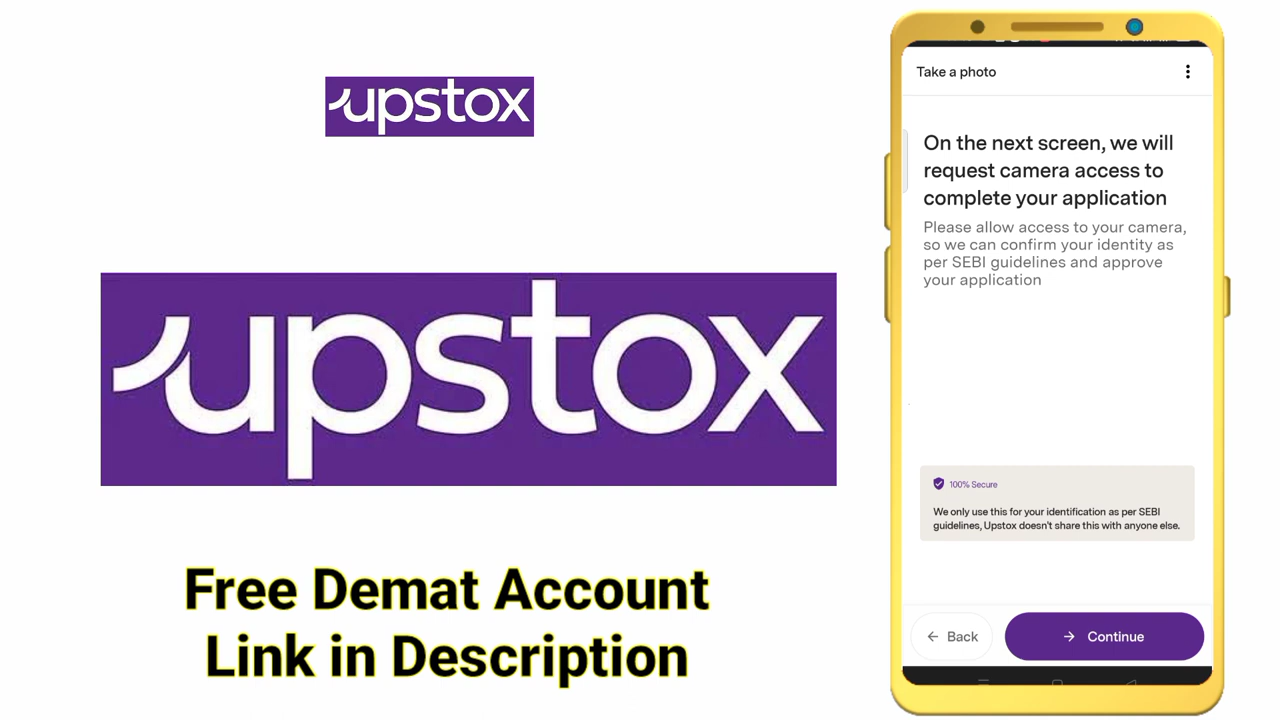 upstox
upstox
Free Demat Account
Link in Description
Take a photo
On the next screen, we will
request camera access to
complete your application
Please allow access to your camera,
so we can confirm your identity as
per SEBI guidelines and approve
your application
100% Secure
We only use this for your identification as per SEBI
guidelines, Upstox doesn't share this with anyone else.
Back
Continue